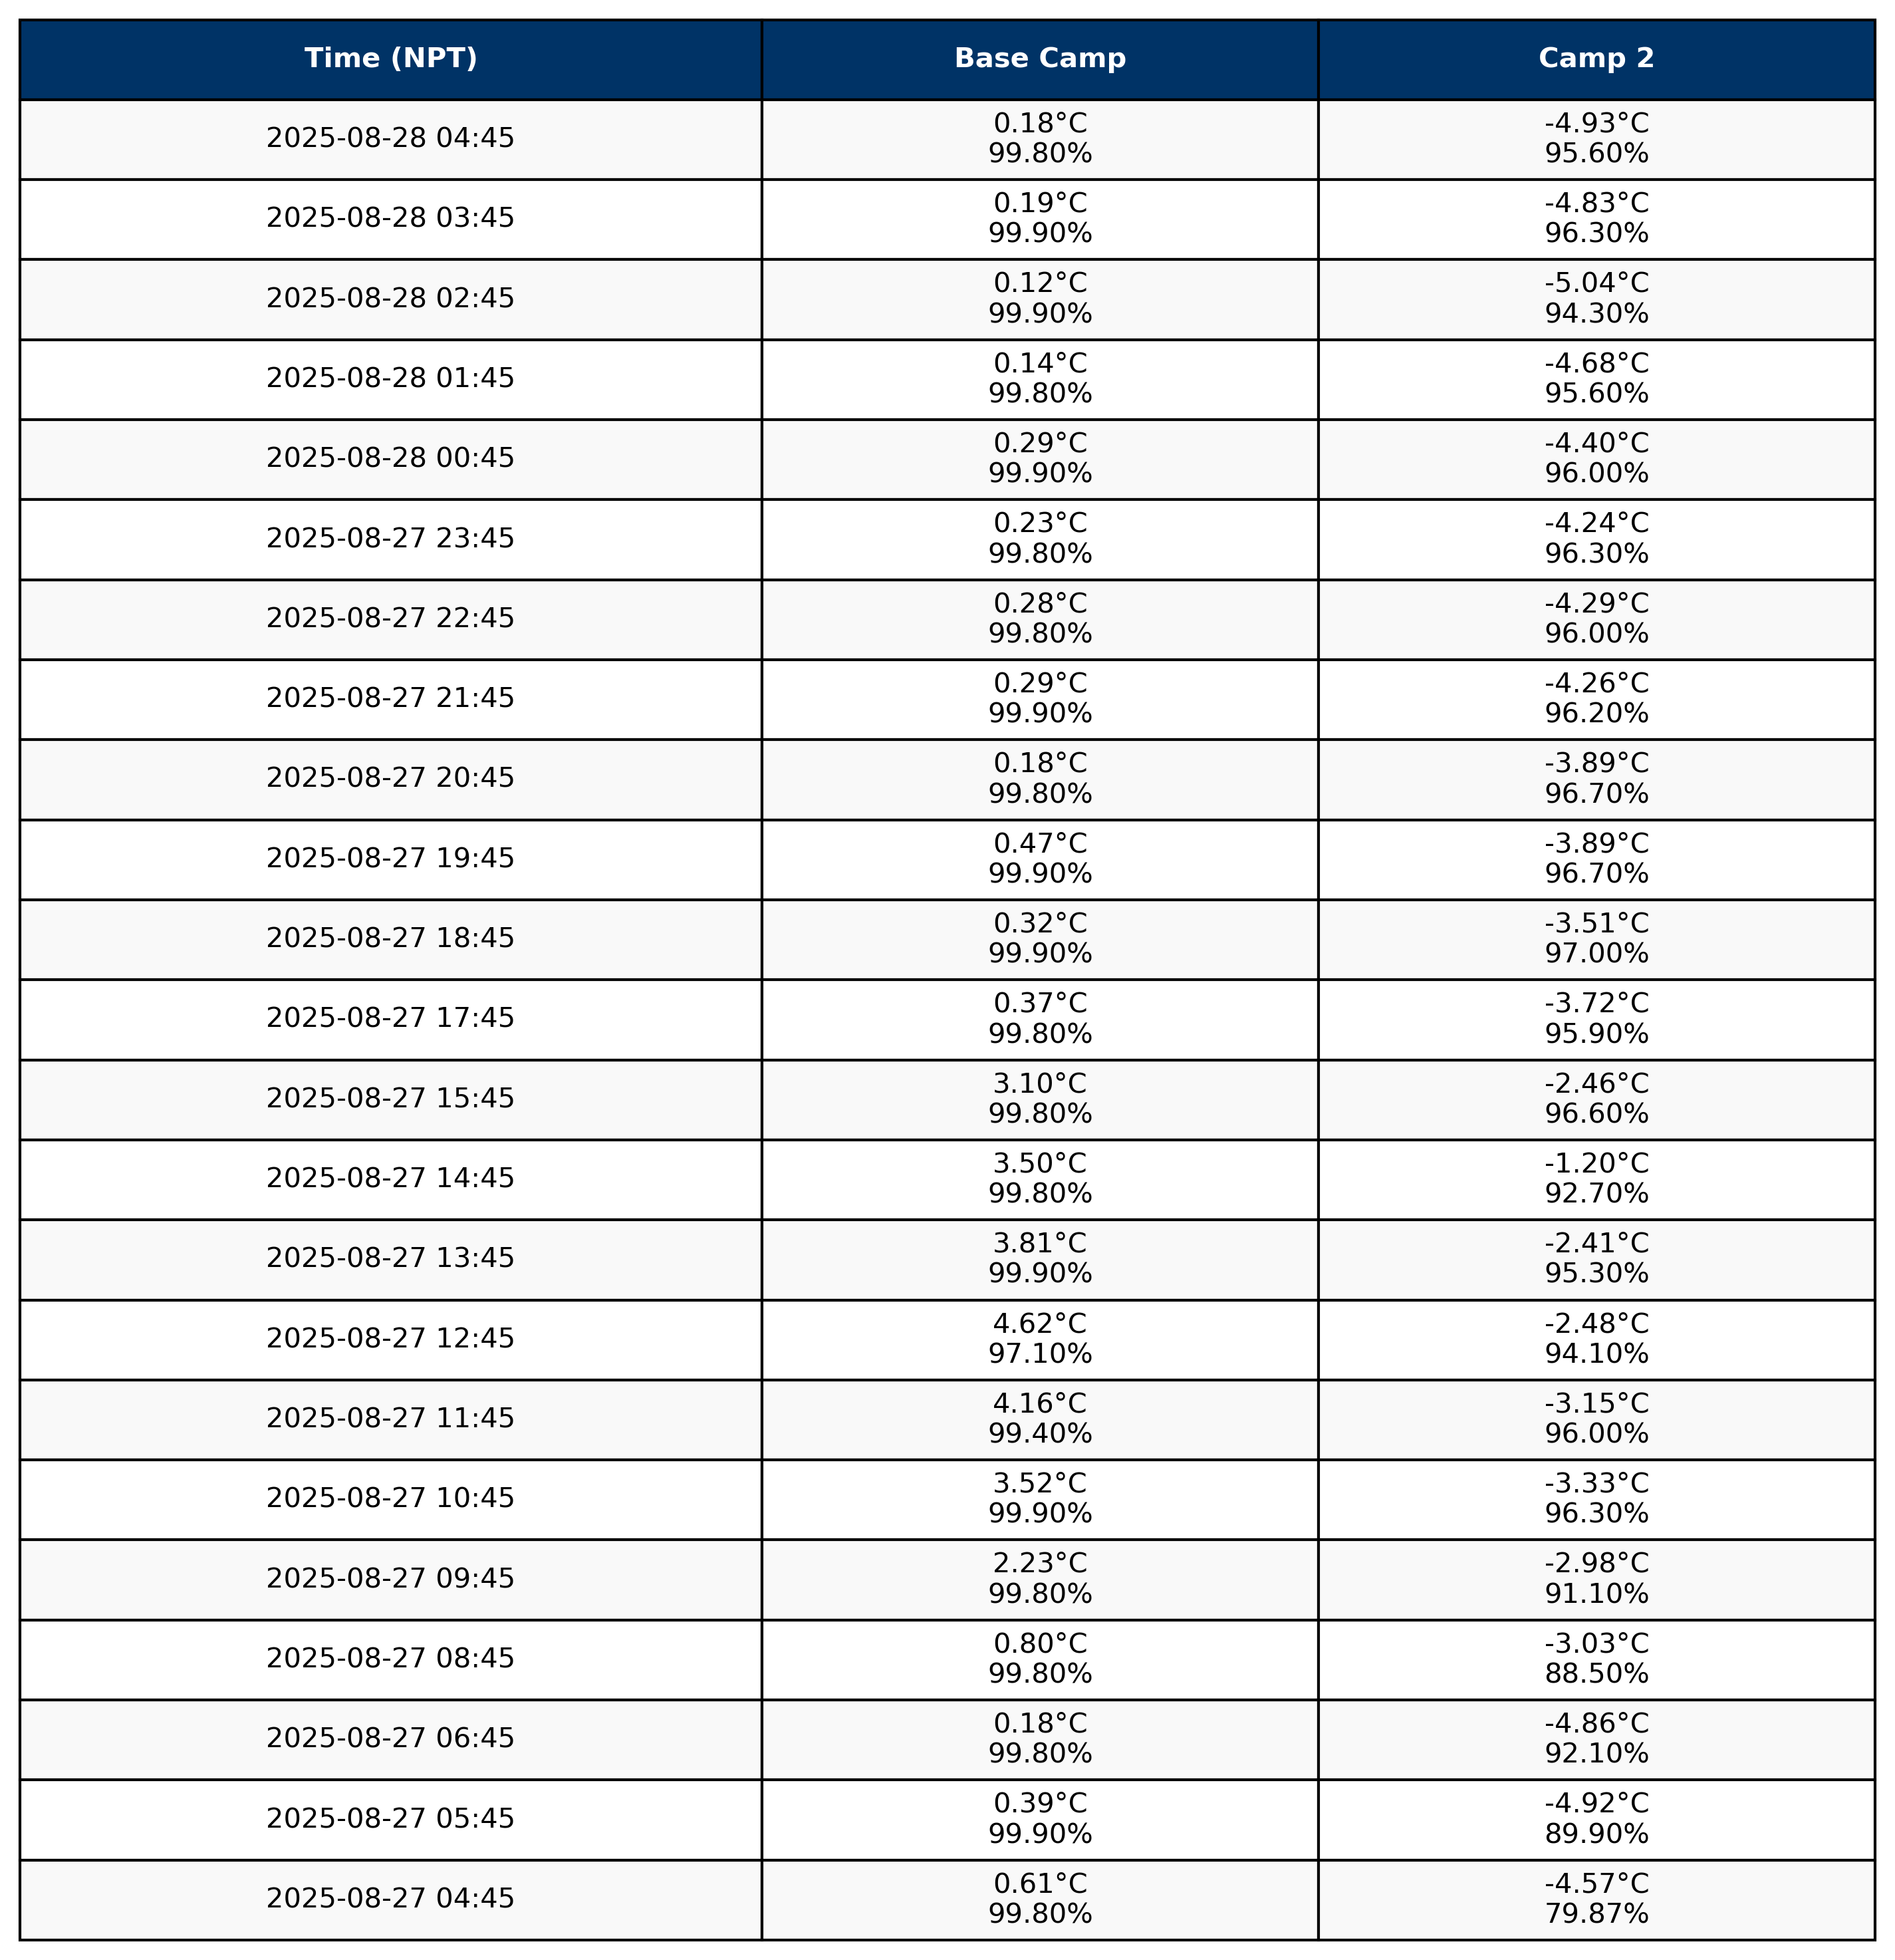 Time (NPT) Base Camp Camp 2
2025-08-28 04:45 0.18°C -4.93°C
99.80% 95.60%
2025-08-28 03:45 0.19°C -4.83°C
99.90% 96.30%
2025-08-28 02:45 0.12°C -5.04°C
99.90% 94.30%
2025-08-28 01:45 0.14°C -4.68°C
99.80% 95.60%
2025-08-28 00:45 0.29°C -4.40°C
99.90% 96.00%
2025-08-27 23:45 0.23°C -4.24°C
99.80% 96.30%
2025-08-27 22:45 0.28°C -4.29°C
99.80% 96.00%
2025-08-27 21:45 0.29°C -4.26°C
99.90% 96.20%
2025-08-27 20:45 0.18°C -3.89°C
99.80% 96.70%
2025-08-27 19:45 0.47°C -3.89°C
99.90% 96.70%
2025-08-27 18:45 0.32°C -3.51°C
99.90% 97.00%
2025-08-27 17:45 0.37°C -3.72°C
99.80% 95.90%
2025-08-27 15:45 3.10°C -2.46°C
99.80% 96.60%
2025-08-27 14:45 3.50°C -1.20°C
99.80% 92.70%
2025-08-27 13:45 3.81°C -2.41°C
99.90% 95.30%
2025-08-27 12:45 4.62°C -2.48°C
97.10% 94.10%
2025-08-27 11:45 4.16°C -3.15°C
99.40% 96.00%
2025-08-27 10:45 3.52°C -3.33°C
99.90% 96.30%
2025-08-27 09:45 2.23°C -2.98°C
99.80% 91.10%
2025-08-27 08:45 0.80°C -3.03°C
99.80% 88.50%
2025-08-27 06:45 0.18°C -4.86°C
99.80% 92.10%
2025-08-27 05:45 0.39°C -4.92°C
99.90% 89.90%
2025-08-27 04:45 0.61°C -4.57°C
99.80% 79.87%